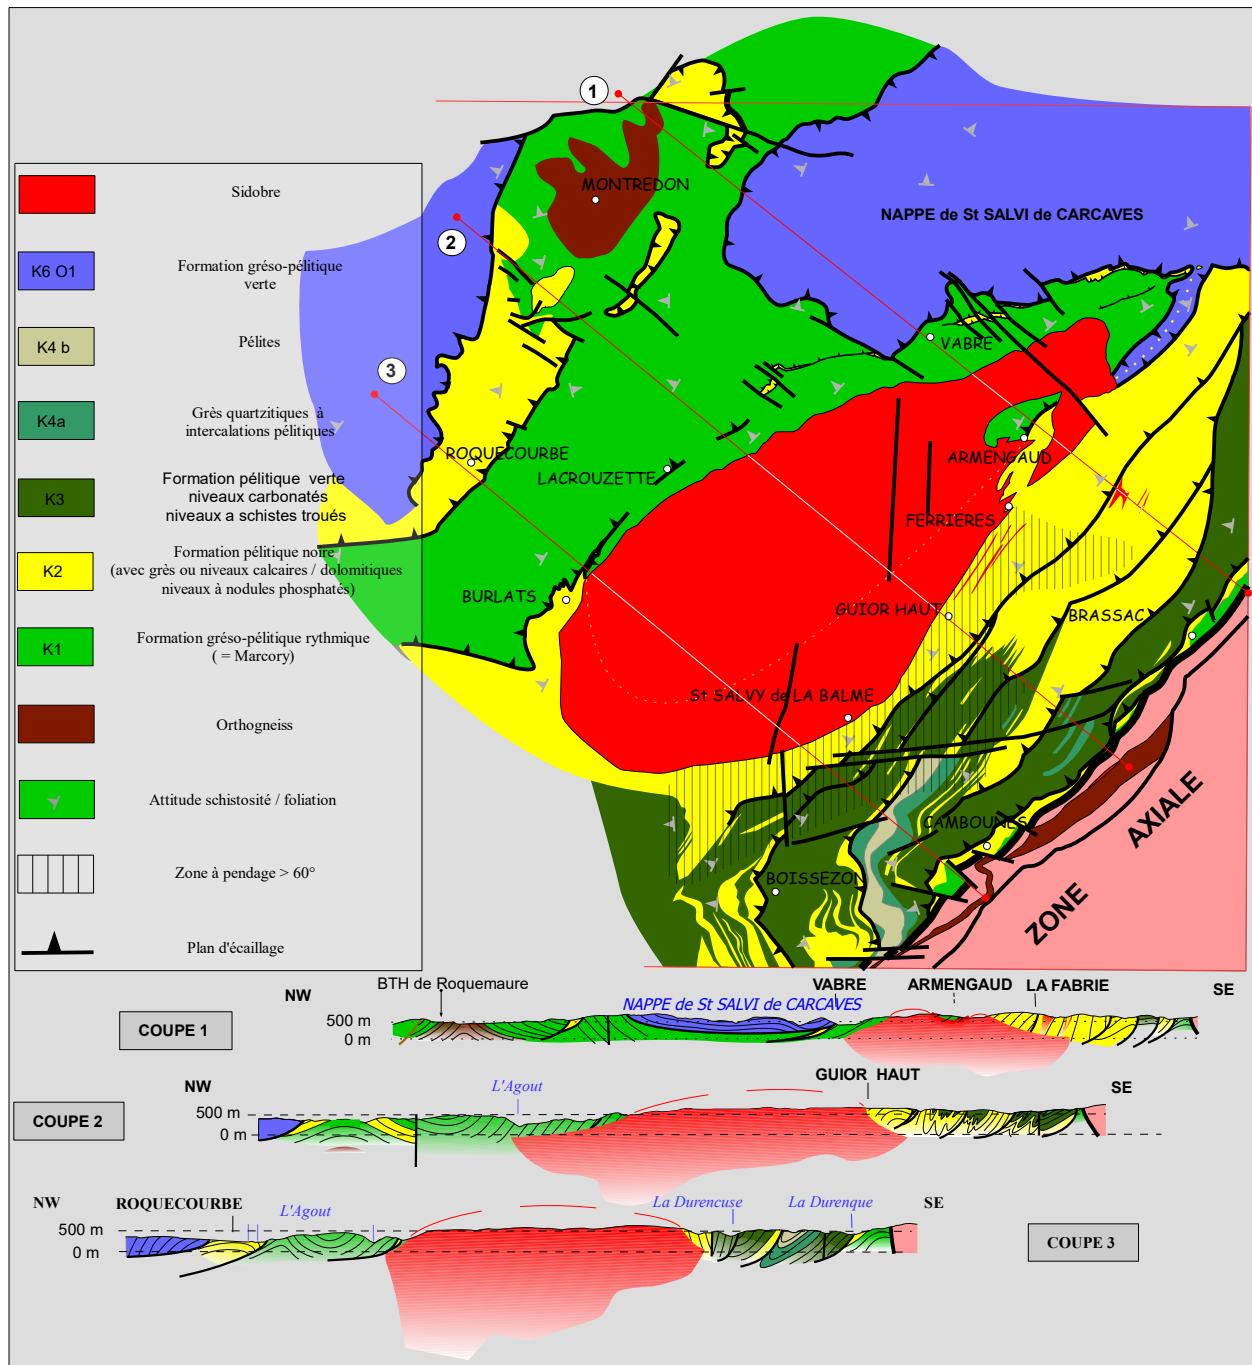 1
MONTREDON
2
NAPPE de St SALVI de CARCAVES
VABRE
3
ROQUECOURBE
LACROUZETTE
ARMENGAUD
FERRIERES
BURLATS
GUIOR HAUT
BRASSAC
St SALVY de LA BALME
CAMBOUNES
BOISSEZON
ZONE
AXIALE
Sidobre
K6 O1
Formation gréso-pélitique
verte
K4 b
Pélites
K4a
Grès quartzitiques à
intercalations pélitiques
K3
Formation pélitique verte
niveaux carbonatés
niveaux a schistes troués
K2
Formation pélitique noire
(avec grès ou niveaux calcaires / dolomitiques
niveaux à nodules phosphatés)
K1
Formation gréso-pélitique rythmique
( = Marcory)
Orthogneiss
Attitude schistosité / foliation
Zone à pendage > 60°
Plan d'écaillage
COUPE 1
NW
BTH de Roquemaure
NAPPE de St SALVI de CARCAVES
VABRE
ARMENGAUD
LA FABRIE
SE
500 m
0 m
COUPE 2
NW
L'Agout
GUIOR HAUT
SE
500 m
0 m
NW
ROQUECOURBE
L'Agout
La Durencuse
La Durenque
SE
500 m
0 m
COUPE 3